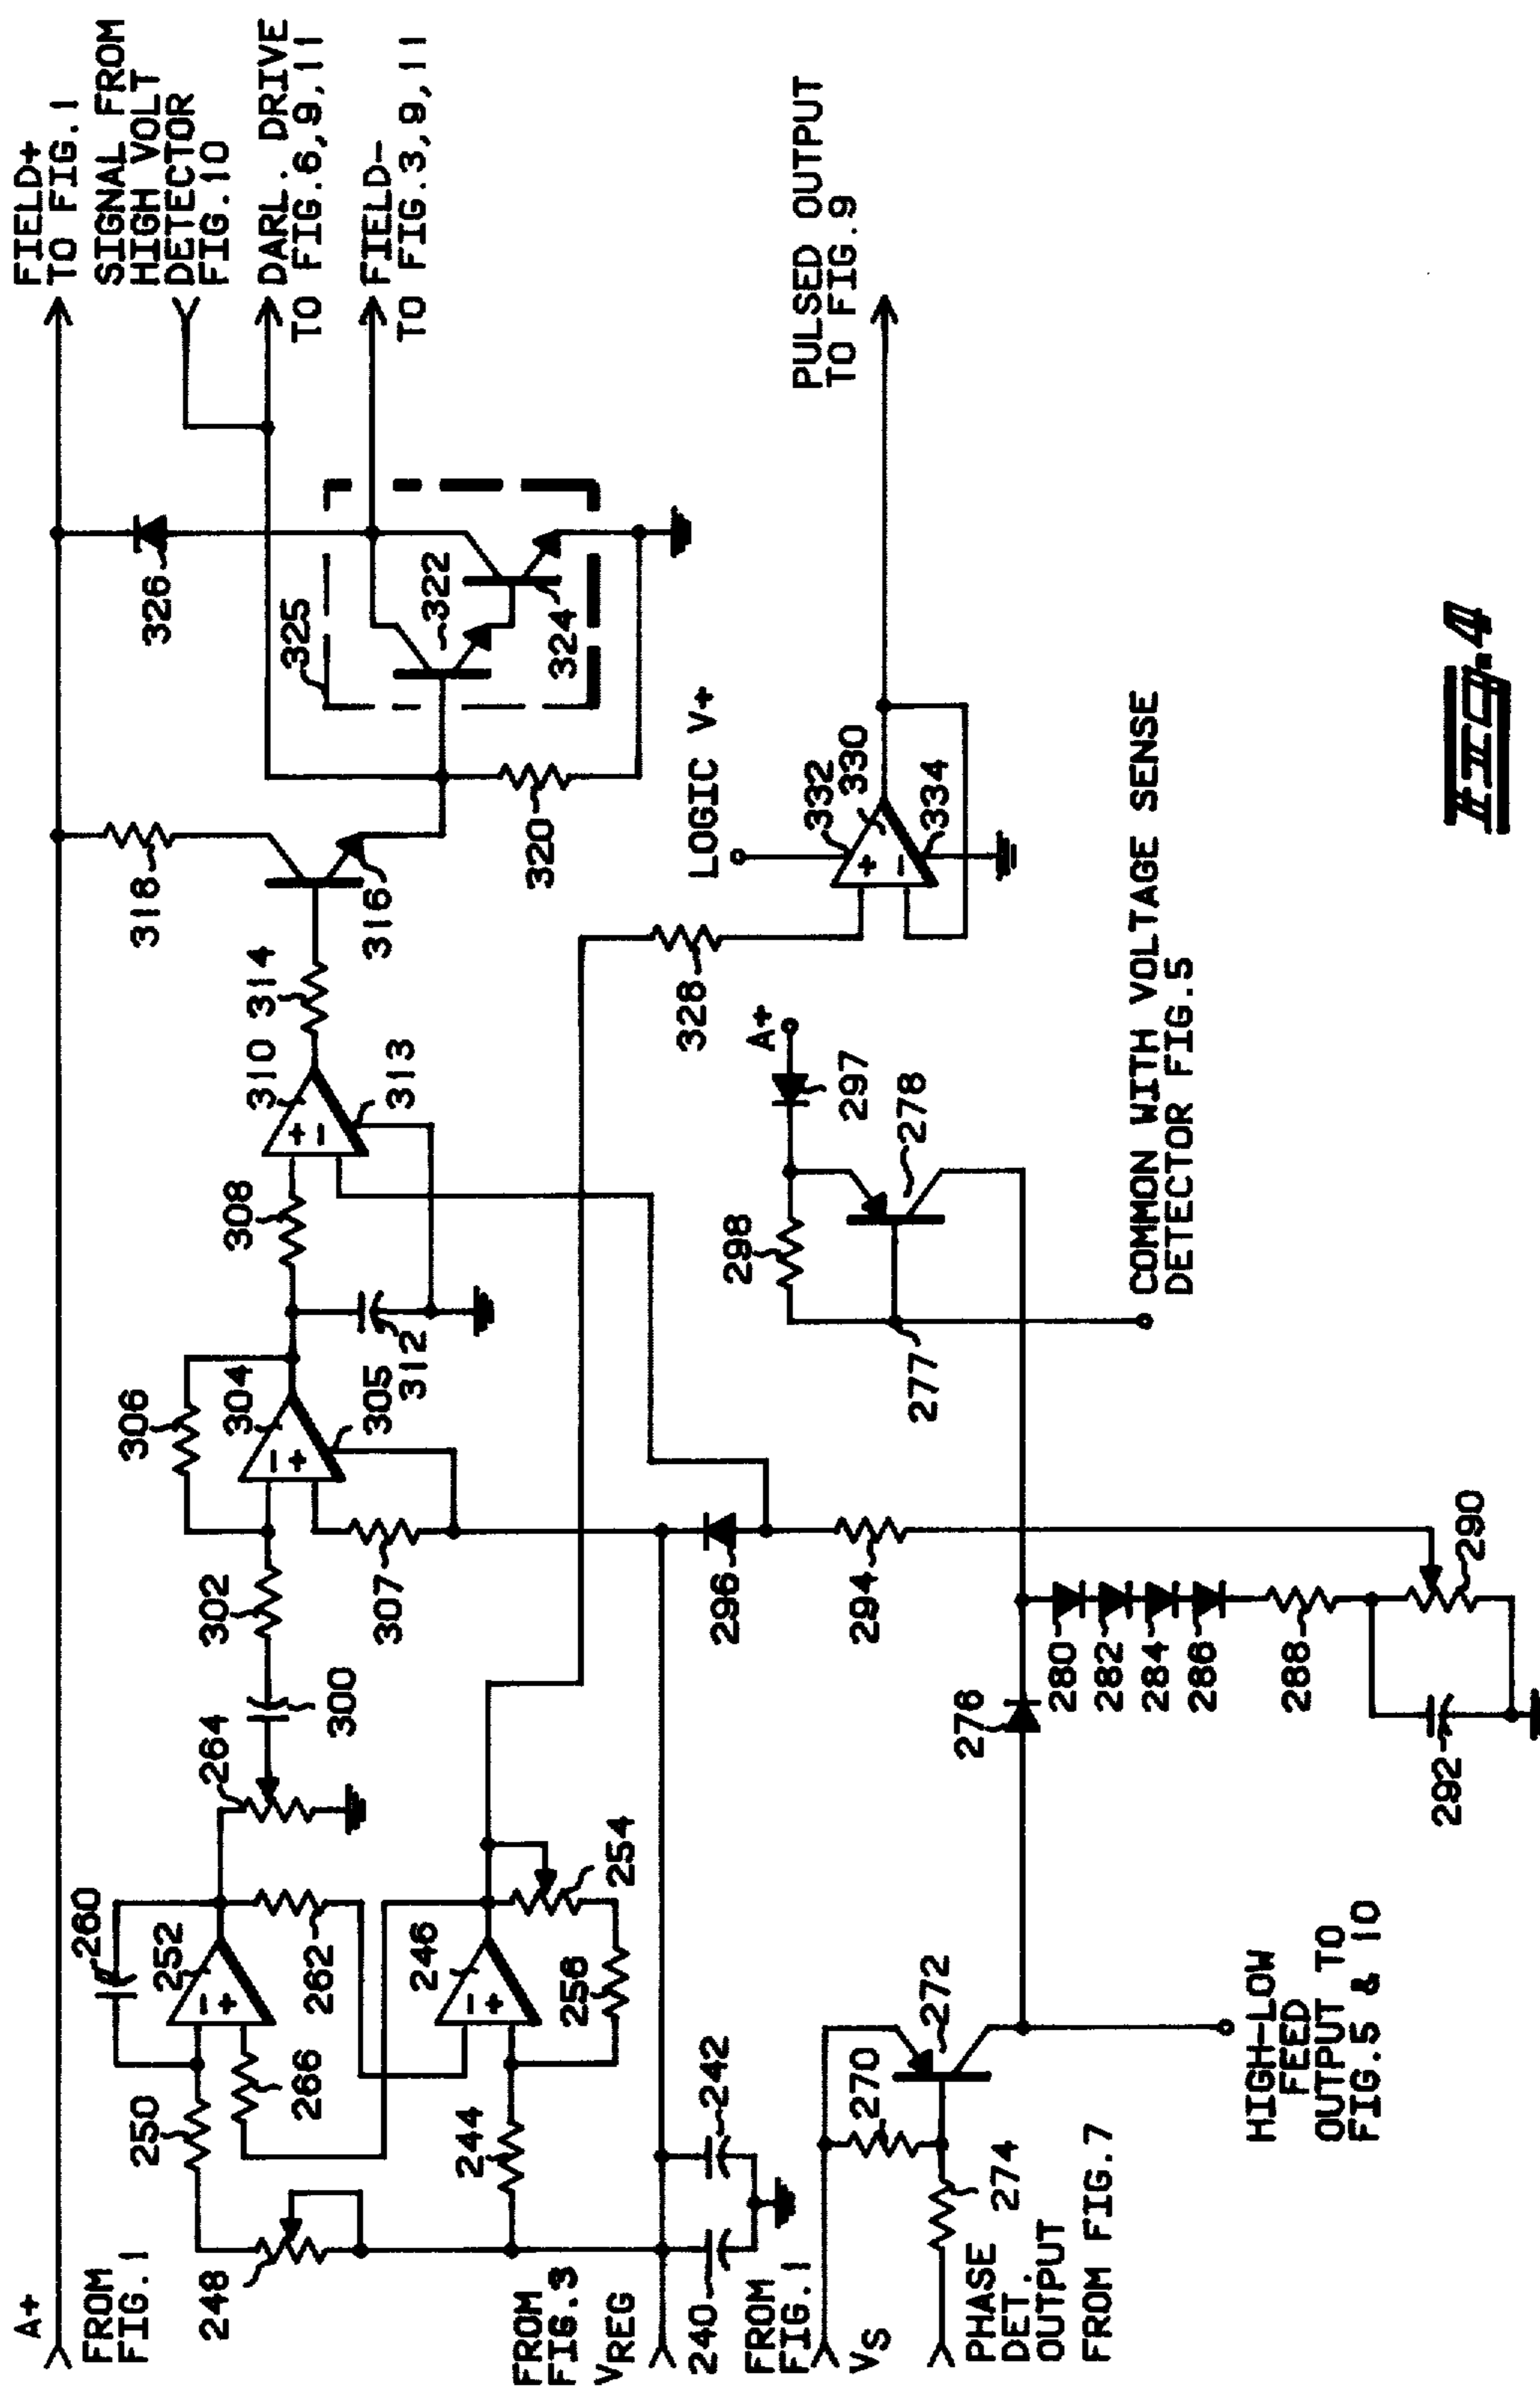 A+
FROM
FIG.1
FIELD+
TO FIG.1
SIGNAL FROM
HIGH VOLT
DETECTOR
FIG.10
DARL. DRIVE
TO FIG.6,9,11
FIELD-
TO FIG.3,9,11
260
250
252
248
266
262
264
302
300
306
304
305
307
308
312
310
313
314
318
316
320
326
325
322
324
FROM
FIG.3
VREG
244
246
254
256
240
242
296
294
298
A+
297
278
277
328
LOGIC V+
332
330
334
PULSED OUTPUT
TO FIG.9
FROM
FIG.1
VS
270
272
274
PHASE
DET.
OUTPUT
FROM FIG.7
276
280
282
284
286
288
290
292
HIGH-LOW
FEED
OUTPUT TO
FIG.5 & 10
COMMON WITH VOLTAGE SENSE
DETECTOR FIG.5
- +
- +
- +
- +
+ -
+ -
FIG. 4